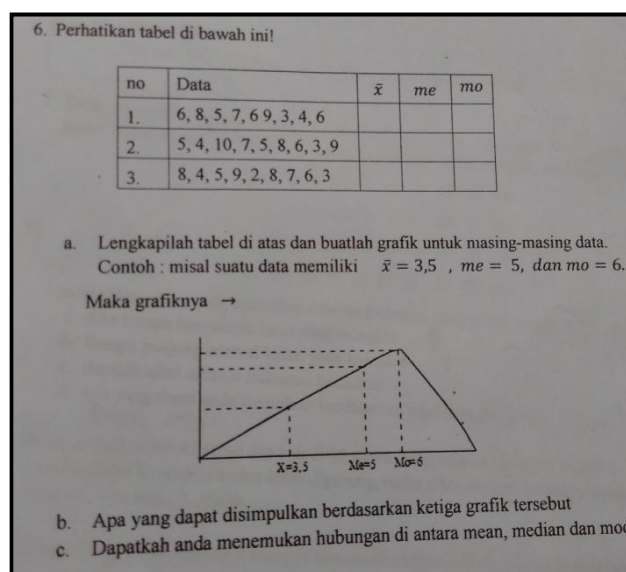 6. Perhatikan tabel di bawah ini!
no Data x̄ me mo
1. 6, 8, 5, 7, 6 9, 3, 4, 6
2. 5, 4, 10, 7, 5, 8, 6, 3, 9
3. 8, 4, 5, 9, 2, 8, 7, 6, 3
a. Lengkapilah tabel di atas dan buatlah grafik untuk masing-masing data.
Contoh : misal suatu data memiliki x̄ = 3,5 , me = 5, dan mo = 6.
Maka grafiknya →
X=3,5 Me=5 Mo=6
b. Apa yang dapat disimpulkan berdasarkan ketiga grafik tersebut
c. Dapatkah anda menemukan hubungan di antara mean, median dan